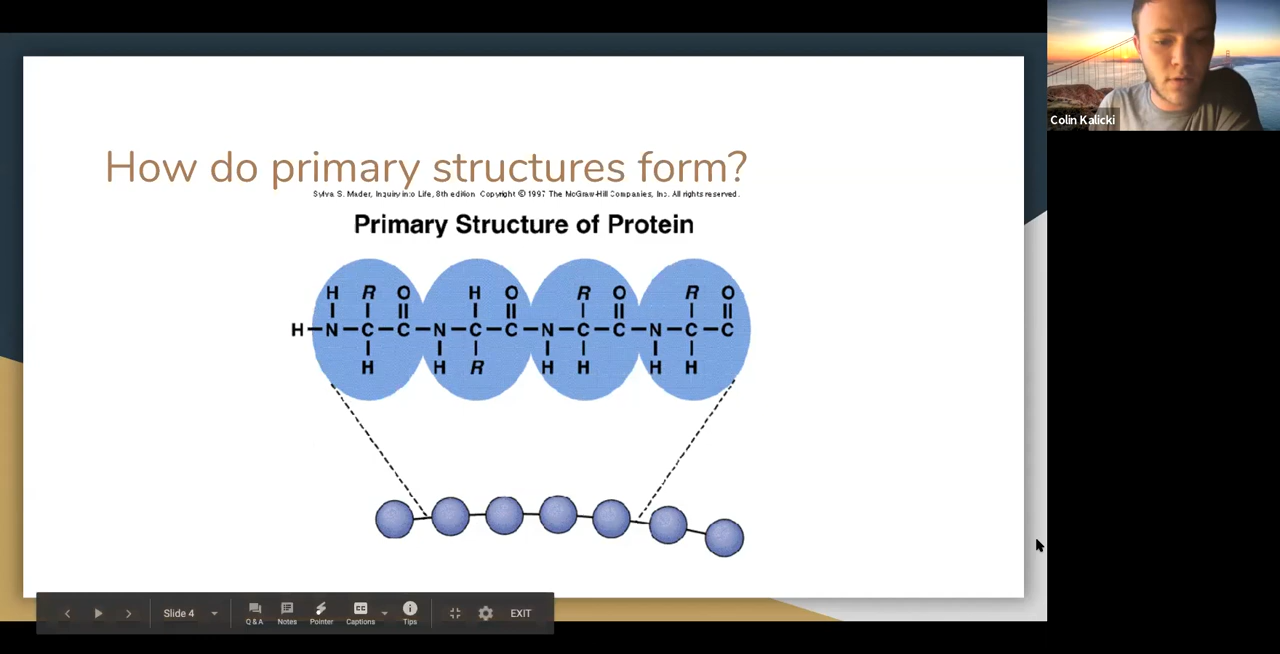 How do primary structures form?
Sylvia S. Mader, Inquiry into Life, 8th edition Copyright © 1997 The McGraw-Hill Companies, Inc. All rights reserved.
Primary Structure of Protein
H R O H O R O R O
H N C C N C C N C C N C C
H H R H H H H
Colin Kalicki
Slide 4
Q & A
Notes
Pointer
CC
Captions
Tips
EXIT